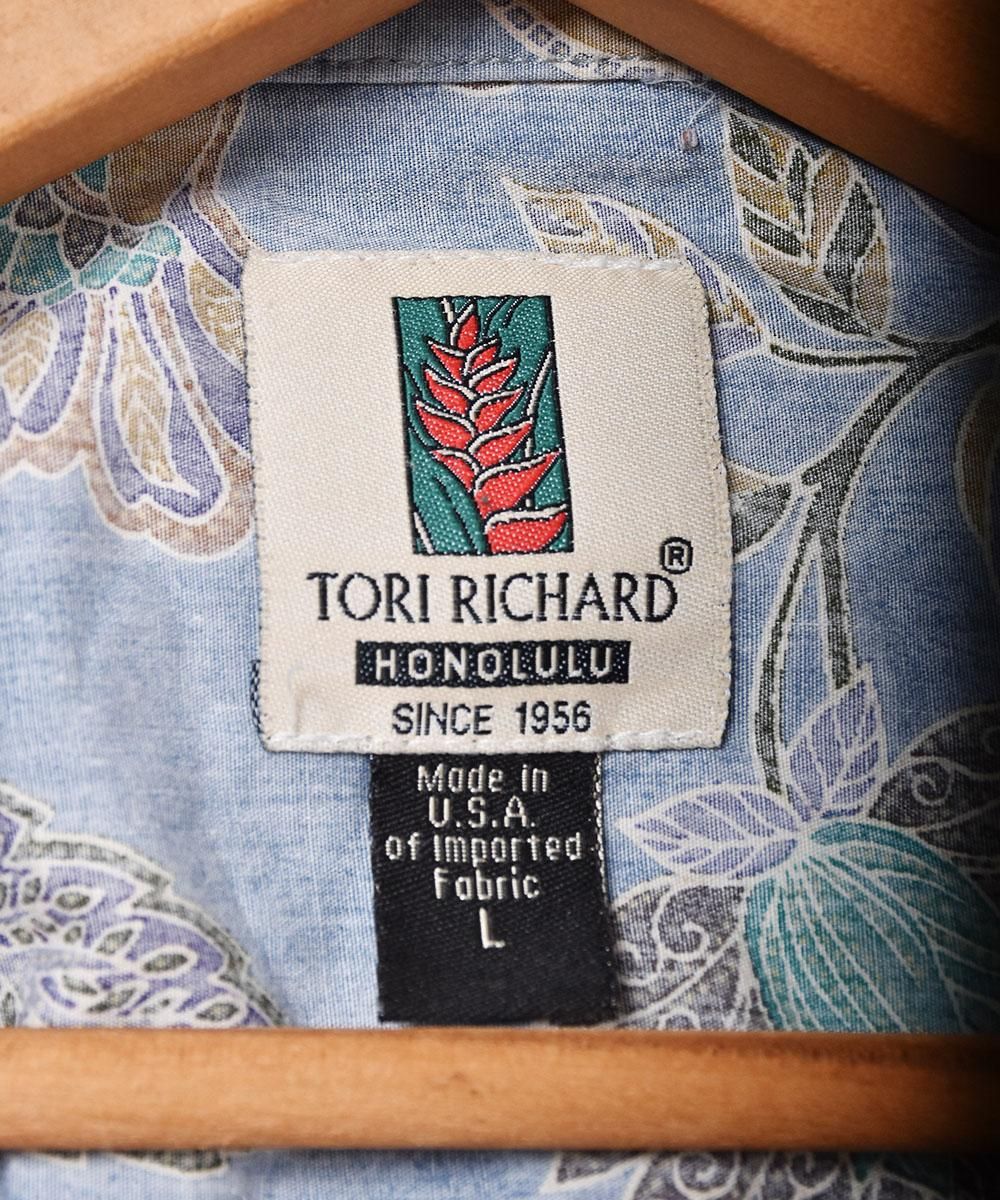 TORI RICHARD®
HONOLULU
SINCE 1956
Made in
U.S.A.
of Imported
Fabric
L